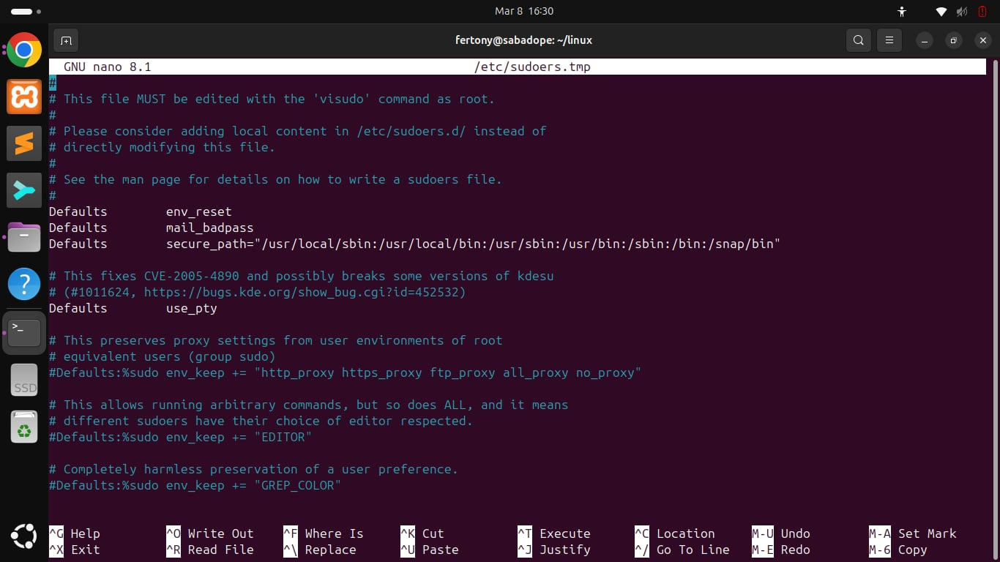 Mar 8 16:30
fertony@sabadope: ~/linux
GNU nano 8.1 /etc/sudoers.tmp
#
# This file MUST be edited with the 'visudo' command as root.
#
# Please consider adding local content in /etc/sudoers.d/ instead of
# directly modifying this file.
#
# See the man page for details on how to write a sudoers file.
#
Defaults env_reset
Defaults mail_badpass
Defaults secure_path="/usr/local/sbin:/usr/local/bin:/usr/sbin:/usr/bin:/sbin:/bin:/snap/bin"
# This fixes CVE-2005-4890 and possibly breaks some versions of kdesu
# (#1011624, https://bugs.kde.org/show_bug.cgi?id=452532)
Defaults use_pty
# This preserves proxy settings from user environments of root
# equivalent users (group sudo)
#Defaults:%sudo env_keep += "http_proxy https_proxy ftp_proxy all_proxy no_proxy"
# This allows running arbitrary commands, but so does ALL, and it means
# different sudoers have their choice of editor respected.
#Defaults:%sudo env_keep += "EDITOR"
# Completely harmless preservation of a user preference.
#Defaults:%sudo env_keep += "GREP_COLOR"
SSD
^G Help ^O Write Out ^F Where Is ^K Cut ^T Execute ^C Location M-U Undo M-A Set Mark
^X Exit ^R Read File ^\ Replace ^U Paste ^J Justify ^/ Go To Line M-E Redo M-6 Copy